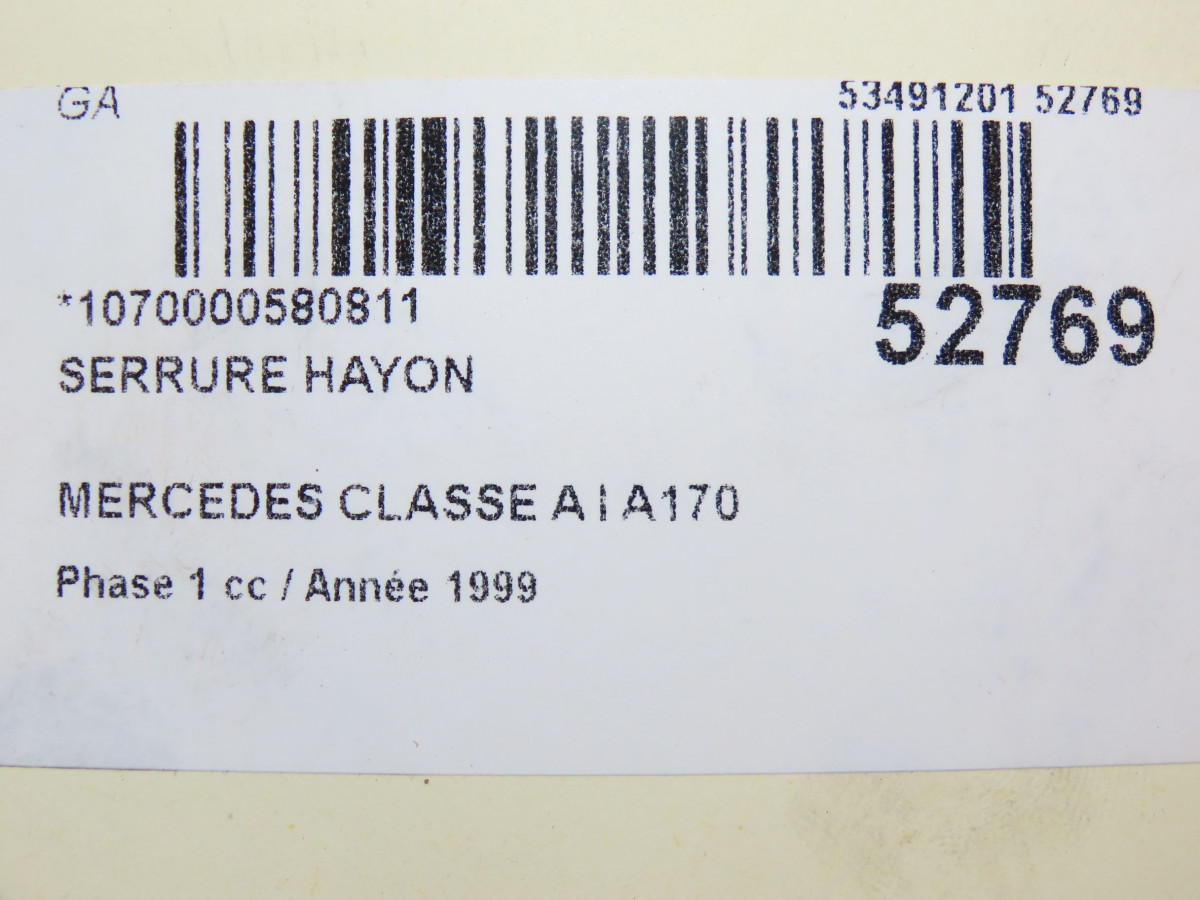 GA 53491201 52769
*1070000580811 52769
SERRURE HAYON
MERCEDES CLASSE A I A170
Phase 1 cc / Année 1999